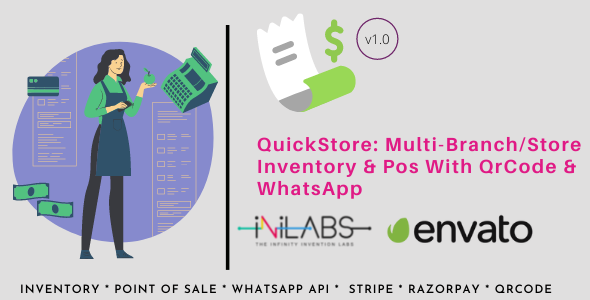 v1.0
QuickStore: Multi-Branch/Store
Inventory & Pos With QrCode &
WhatsApp
iNiLABS
THE INFINITY INVENTION LABS
envato
INVENTORY * POINT OF SALE * WHATSAPP API * STRIPE * RAZORPAY * QRCODE